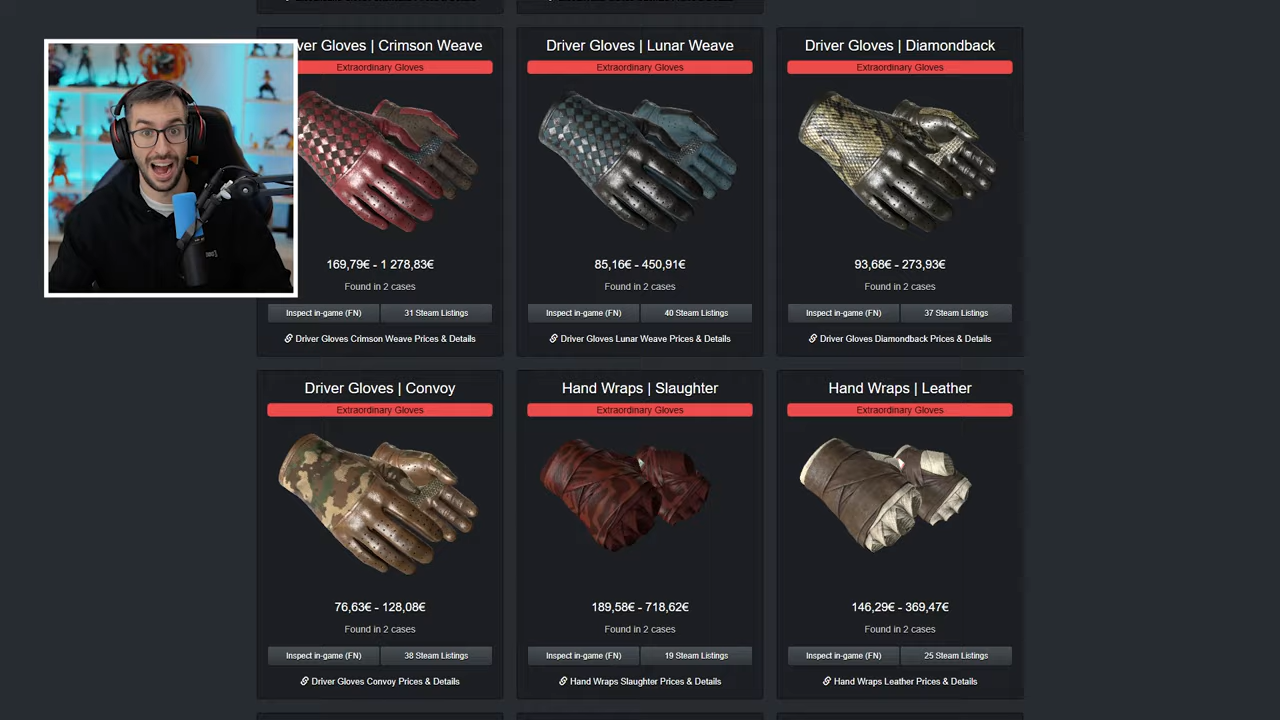 ver Gloves | Crimson Weave
Extraordinary Gloves
169,79€ - 1 278,83€
Found in 2 cases
Inspect in-game (FN)
31 Steam Listings
Driver Gloves Crimson Weave Prices & Details
Driver Gloves | Lunar Weave
Extraordinary Gloves
85,16€ - 450,91€
Found in 2 cases
Inspect in-game (FN)
40 Steam Listings
Driver Gloves Lunar Weave Prices & Details
Driver Gloves | Diamondback
Extraordinary Gloves
93,68€ - 273,93€
Found in 2 cases
Inspect in-game (FN)
37 Steam Listings
Driver Gloves Diamondback Prices & Details
Driver Gloves | Convoy
Extraordinary Gloves
76,63€ - 128,08€
Found in 2 cases
Inspect in-game (FN)
38 Steam Listings
Driver Gloves Convoy Prices & Details
Hand Wraps | Slaughter
Extraordinary Gloves
189,58€ - 718,62€
Found in 2 cases
Inspect in-game (FN)
19 Steam Listings
Hand Wraps Slaughter Prices & Details
Hand Wraps | Leather
Extraordinary Gloves
146,29€ - 369,47€
Found in 2 cases
Inspect in-game (FN)
25 Steam Listings
Hand Wraps Leather Prices & Details